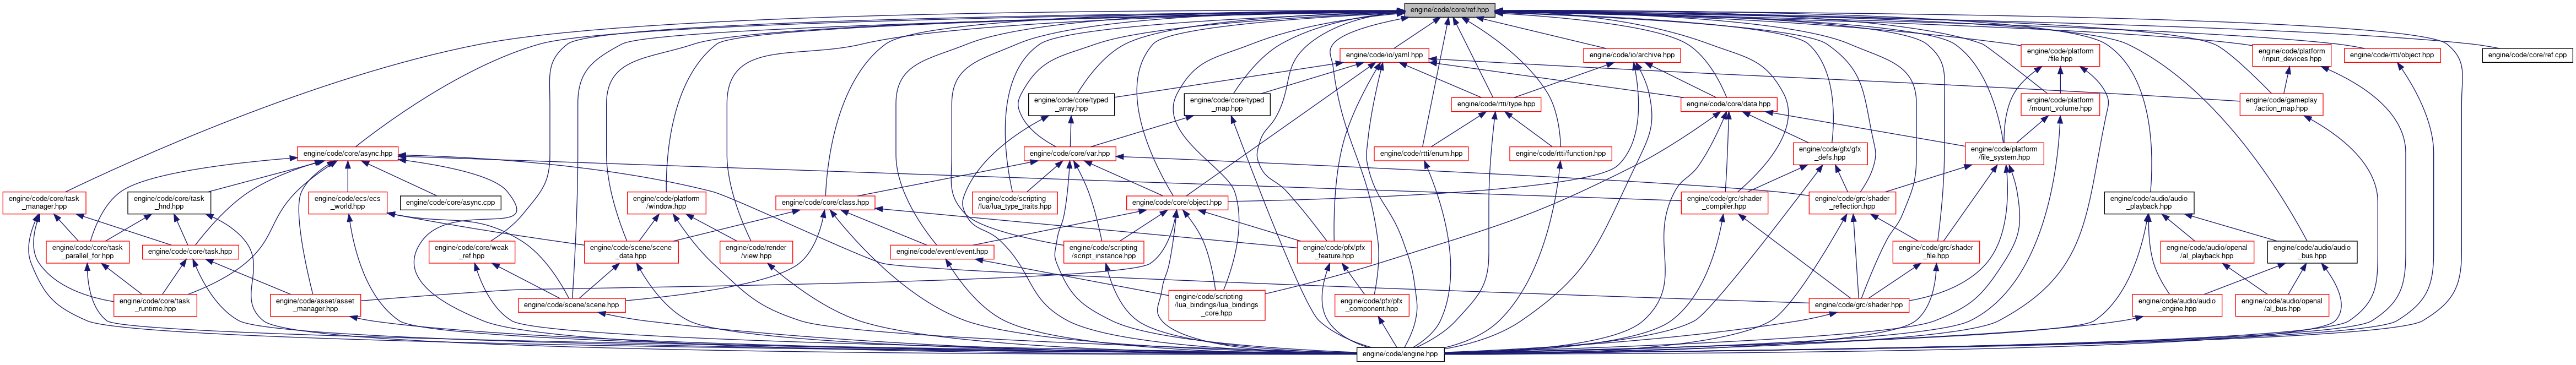 engine/code/core/ref.hpp
engine/code/io/yaml.hpp
engine/code/io/archive.hpp
engine/code/platform
/file.hpp
engine/code/platform
/input_devices.hpp
engine/code/rtti/object.hpp
engine/code/core/ref.cpp
engine/code/core/typed
_array.hpp
engine/code/core/typed
_map.hpp
engine/code/rtti/type.hpp
engine/code/core/data.hpp
engine/code/platform
/mount_volume.hpp
engine/code/gameplay
/action_map.hpp
engine/code/core/async.hpp
engine/code/core/var.hpp
engine/code/rtti/enum.hpp
engine/code/rtti/function.hpp
engine/code/gfx/gfx
_defs.hpp
engine/code/platform
/file_system.hpp
engine/code/core/task
_manager.hpp
engine/code/core/task
_hnd.hpp
engine/code/ecs/ecs
_world.hpp
engine/code/core/async.cpp
engine/code/platform
/window.hpp
engine/code/core/class.hpp
engine/code/scripting
/lua/lua_type_traits.hpp
engine/code/core/object.hpp
engine/code/grc/shader
_compiler.hpp
engine/code/grc/shader
_reflection.hpp
engine/code/audio/audio
_playback.hpp
engine/code/core/task
_parallel_for.hpp
engine/code/core/task.hpp
engine/code/core/weak
_ref.hpp
engine/code/scene/scene
_data.hpp
engine/code/render
/view.hpp
engine/code/event/event.hpp
engine/code/scripting
/script_instance.hpp
engine/code/pfx/pfx
_feature.hpp
engine/code/grc/shader
_file.hpp
engine/code/audio/openal
/al_playback.hpp
engine/code/audio/audio
_bus.hpp
engine/code/core/task
_runtime.hpp
engine/code/asset/asset
_manager.hpp
engine/code/scene/scene.hpp
engine/code/scripting
/lua_bindings/lua_bindings
_core.hpp
engine/code/pfx/pfx
_component.hpp
engine/code/grc/shader.hpp
engine/code/audio/audio
_engine.hpp
engine/code/audio/openal
/al_bus.hpp
engine/code/engine.hpp